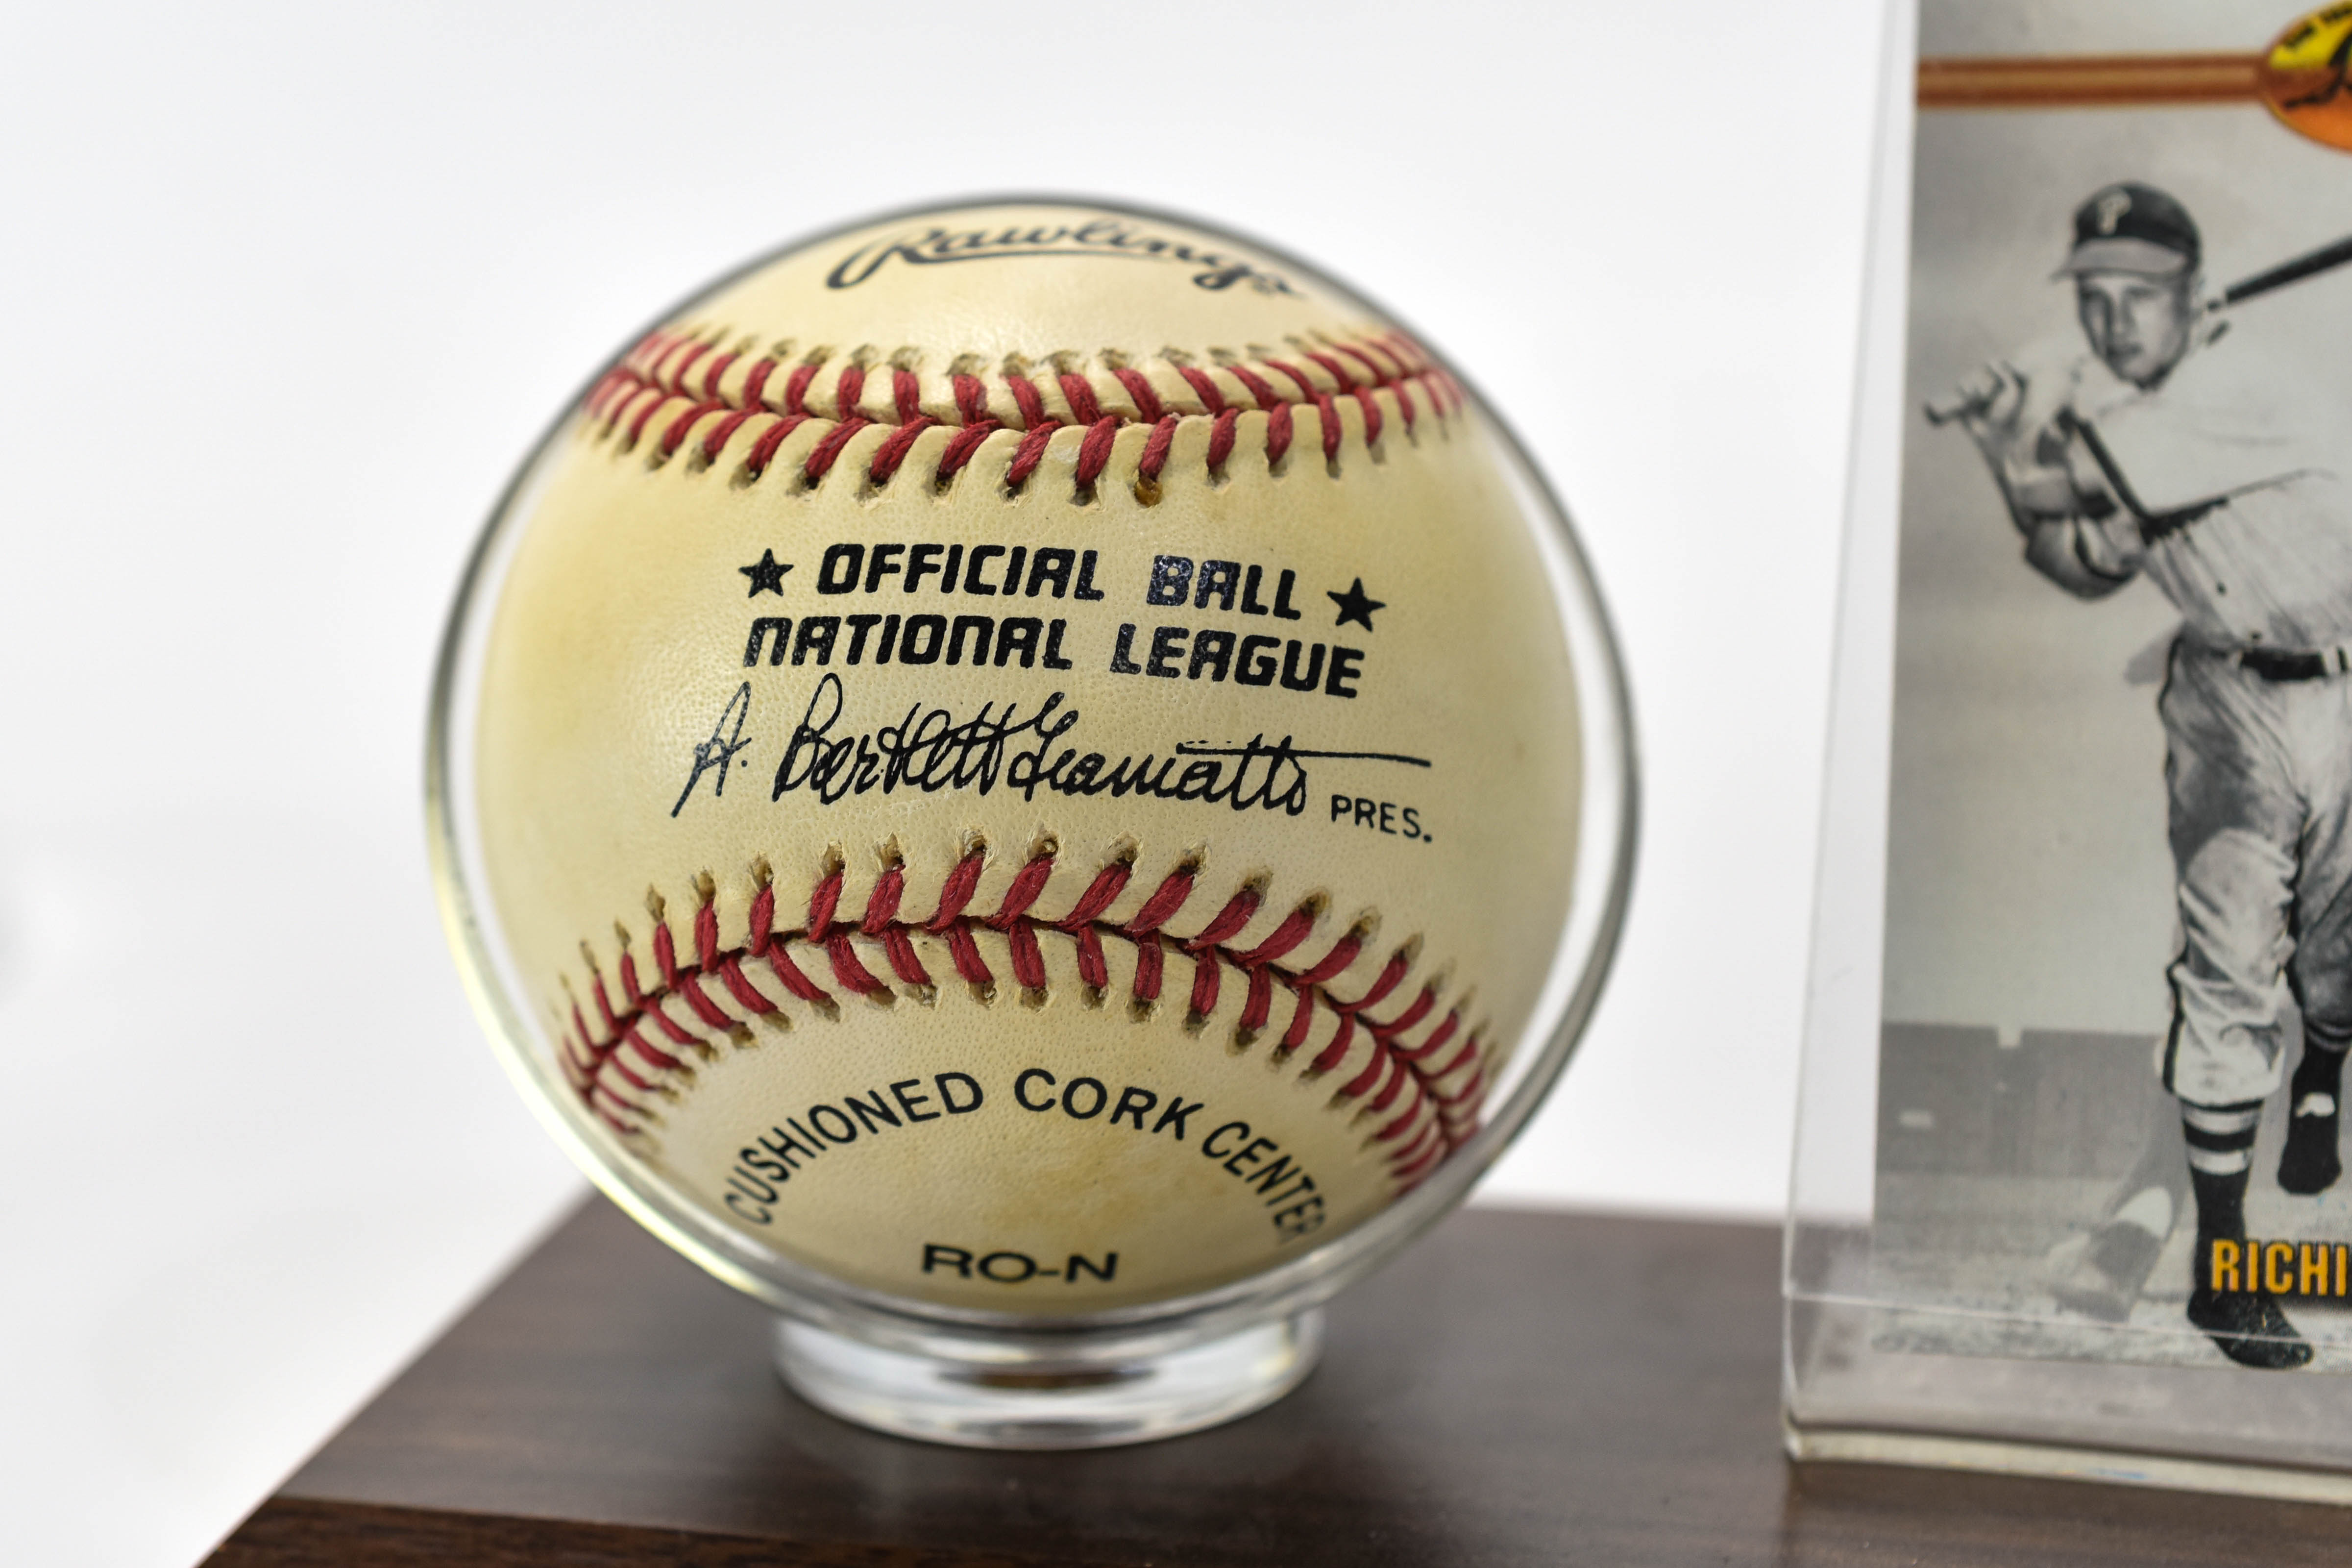 Rawlings
★ OFFICIAL BALL ★
NATIONAL LEAGUE
A. Bartlett Giamatti PRES.
CUSHIONED CORK CENTER
RO-N
P
RICHI